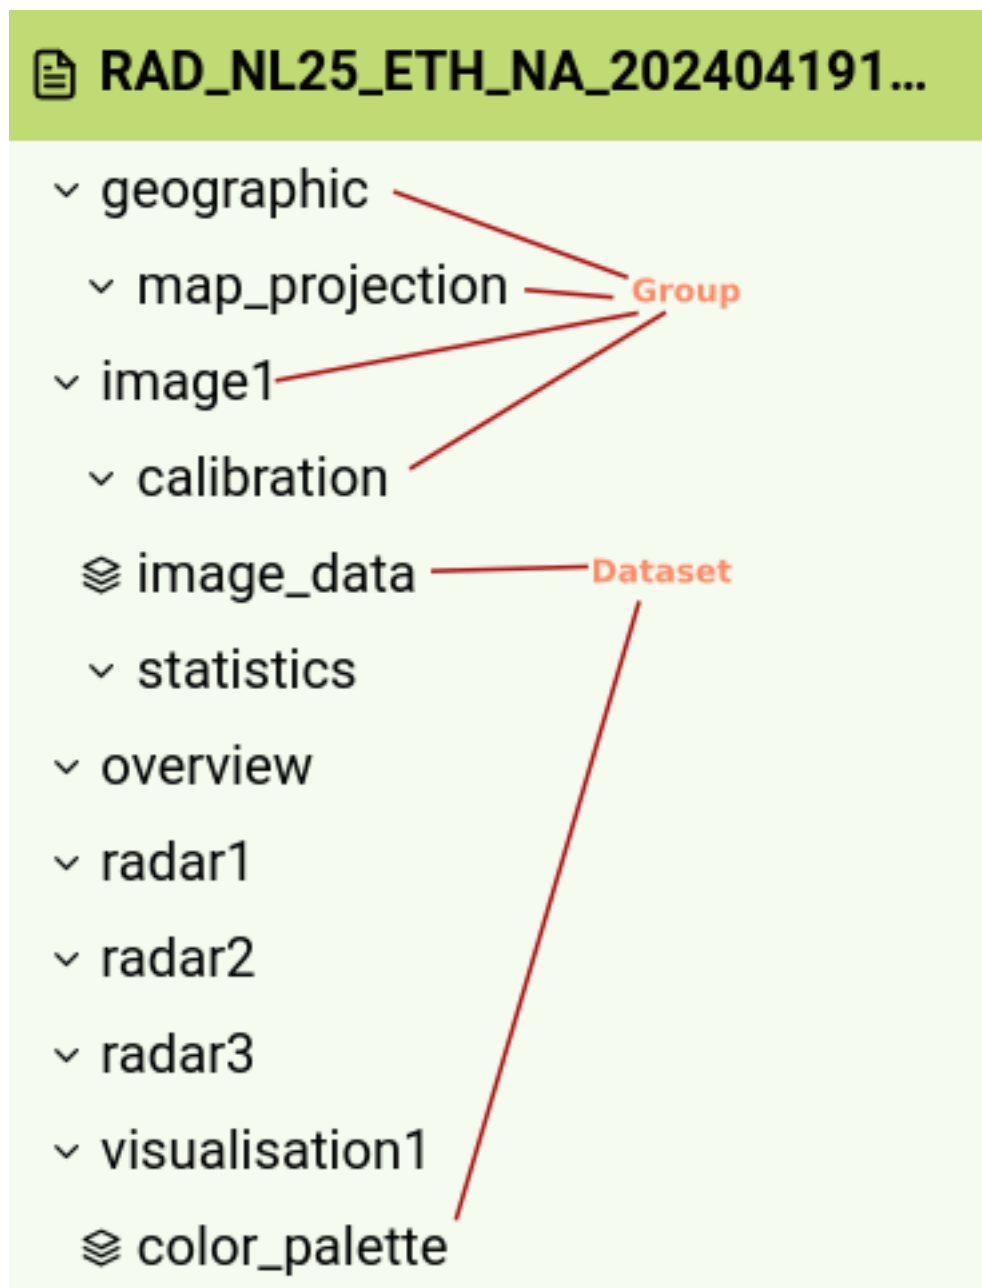 RAD_NL25_ETH_NA_202404191...
geographic
map_projection
Group
image1
calibration
image_data
Dataset
statistics
overview
radar1
radar2
radar3
visualisation1
color_palette